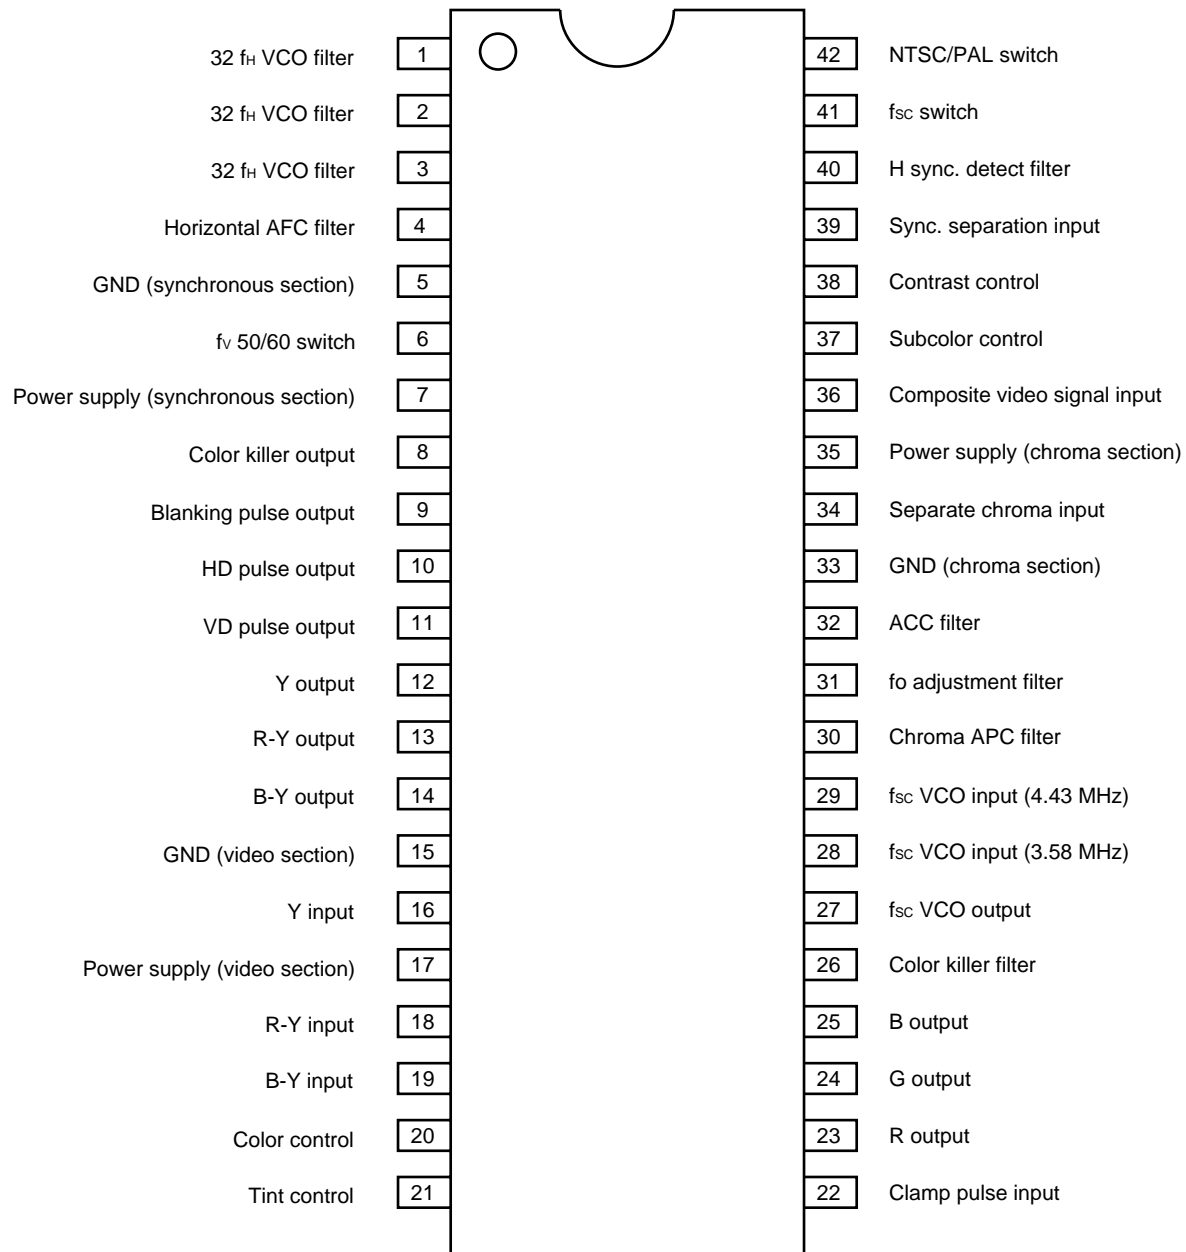 32 fH VCO filter 1 42 NTSC/PAL switch
32 fH VCO filter 2 41 fSC switch
32 fH VCO filter 3 40 H sync. detect filter
Horizontal AFC filter 4 39 Sync. separation input
GND (synchronous section) 5 38 Contrast control
fV 50/60 switch 6 37 Subcolor control
Power supply (synchronous section) 7 36 Composite video signal input
Color killer output 8 35 Power supply (chroma section)
Blanking pulse output 9 34 Separate chroma input
HD pulse output 10 33 GND (chroma section)
VD pulse output 11 32 ACC filter
Y output 12 31 fo adjustment filter
R-Y output 13 30 Chroma APC filter
B-Y output 14 29 fSC VCO input (4.43 MHz)
GND (video section) 15 28 fSC VCO input (3.58 MHz)
Y input 16 27 fSC VCO output
Power supply (video section) 17 26 Color killer filter
R-Y input 18 25 B output
B-Y input 19 24 G output
Color control 20 23 R output
Tint control 21 22 Clamp pulse input